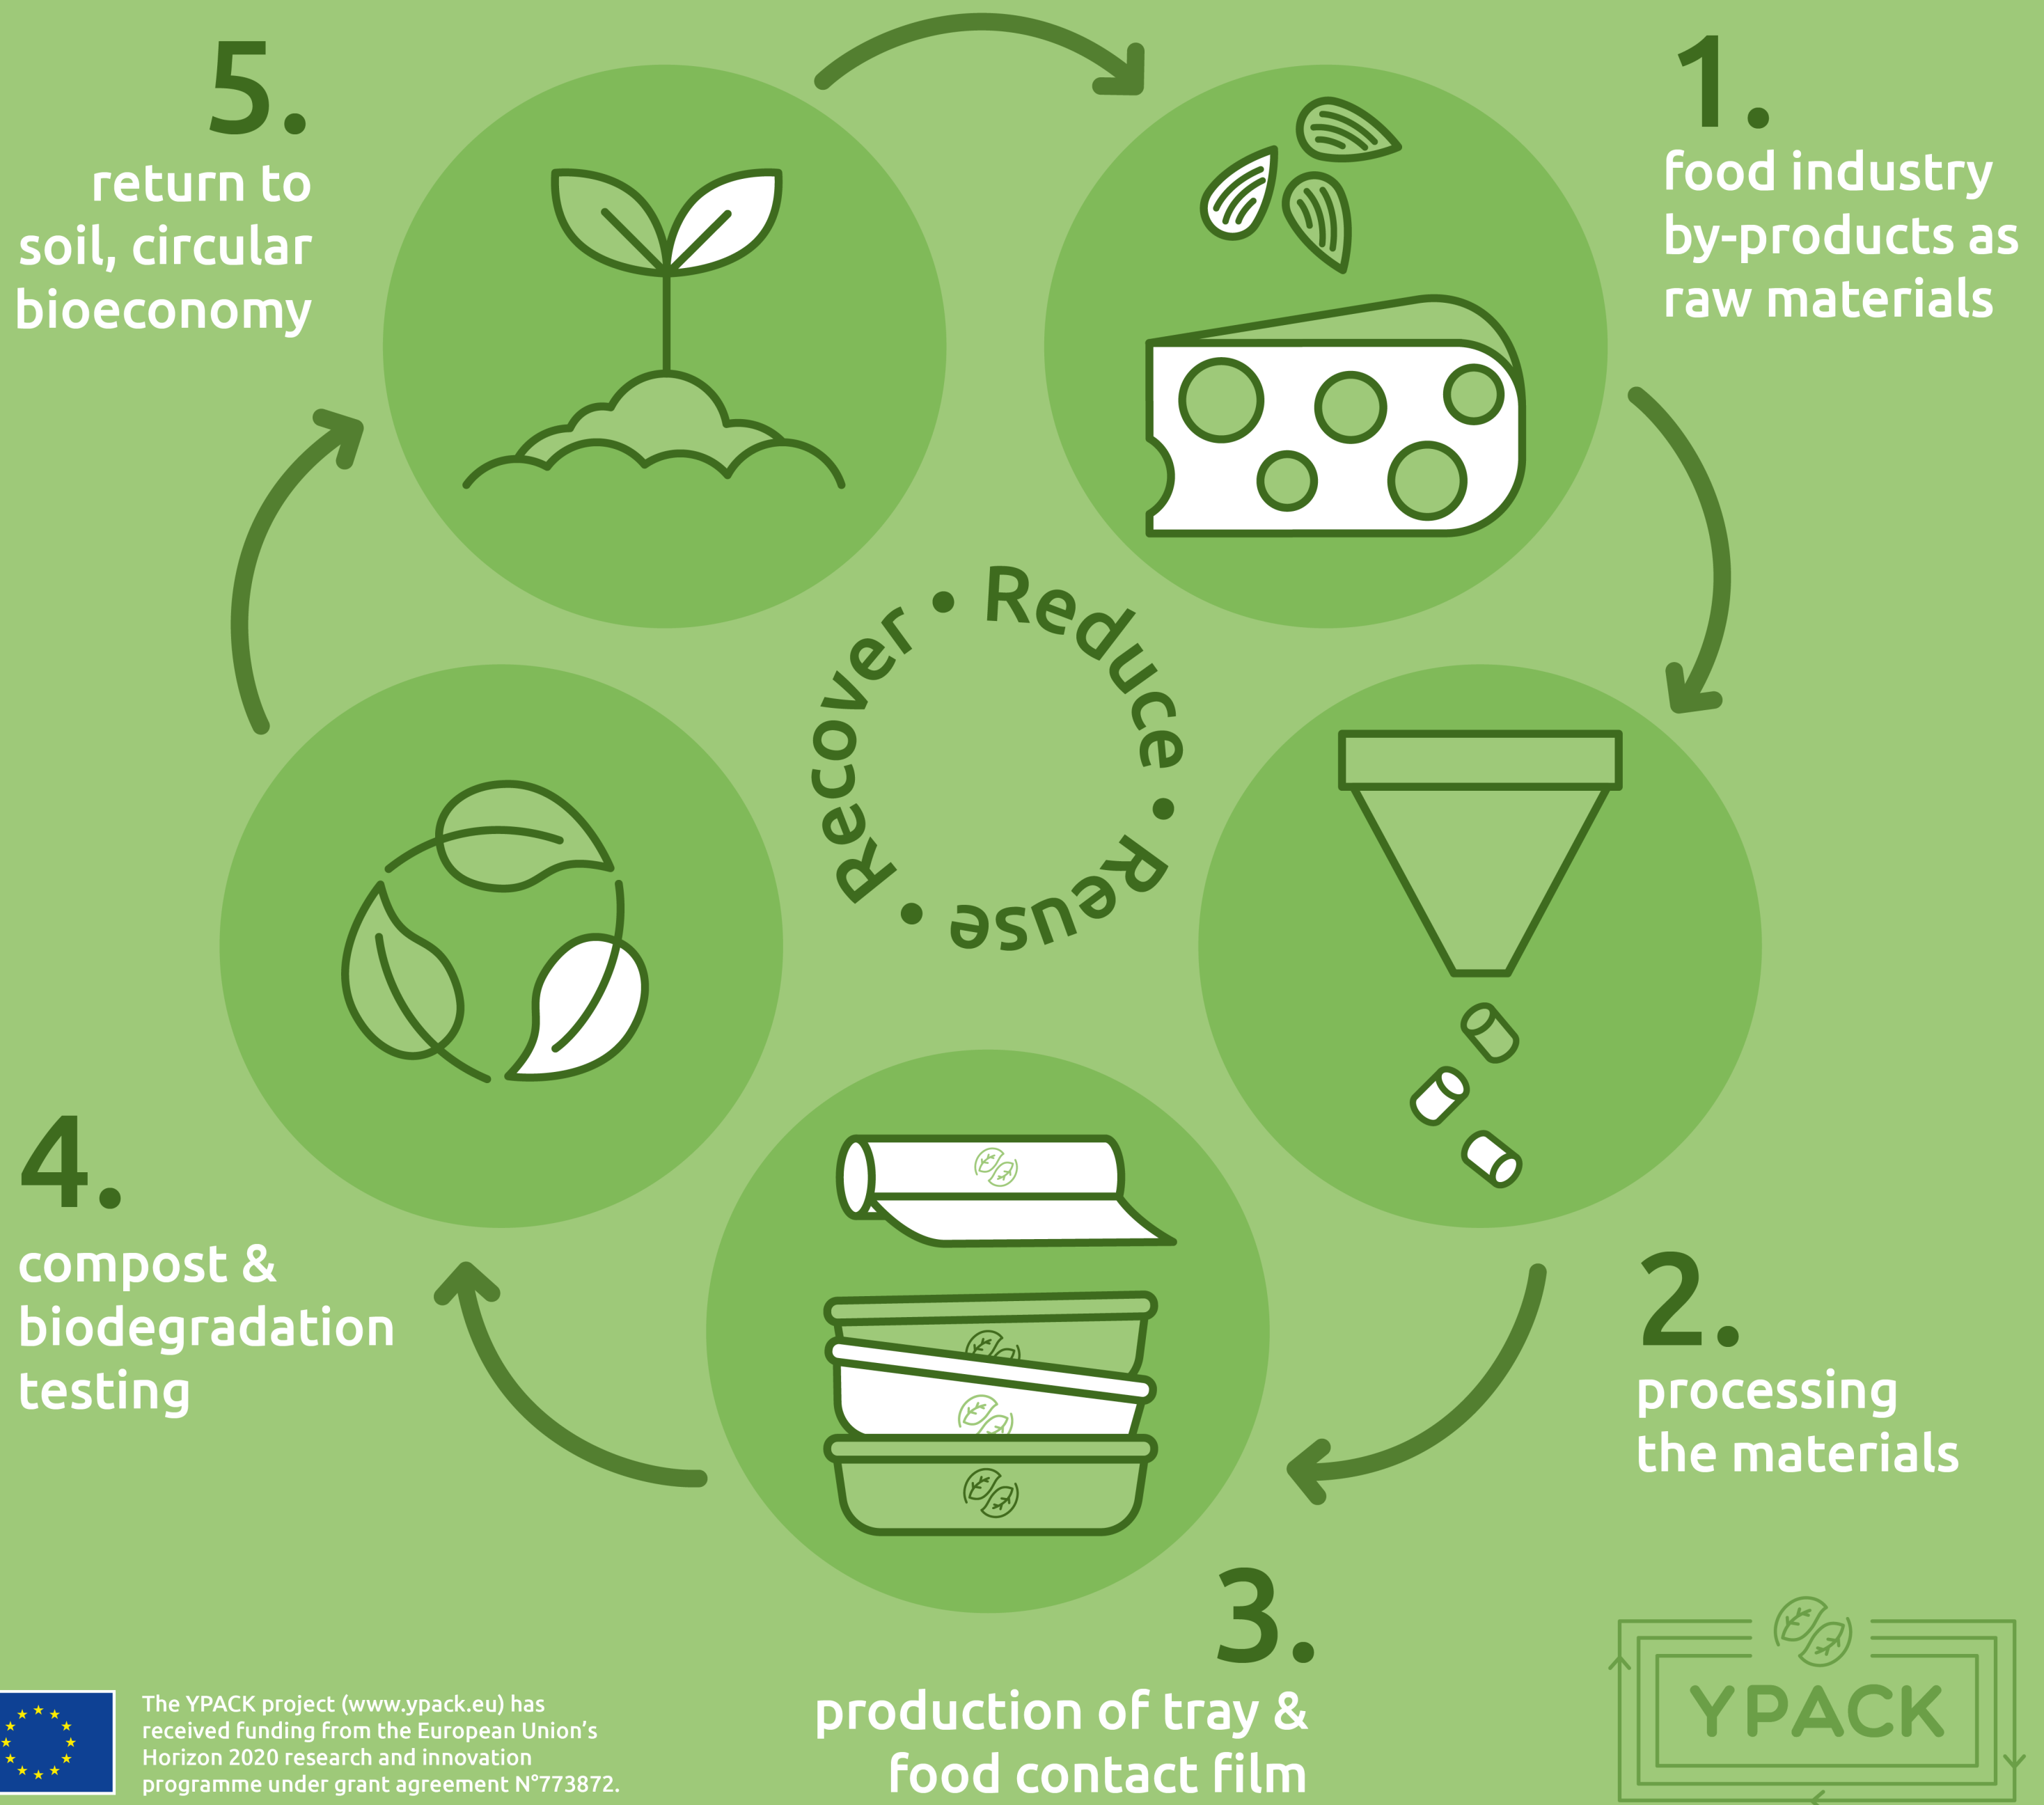 1.
food industry
by-products as
raw materials
2.
processing
the materials
3.
production of tray &
food contact film
4.
compost &
biodegradation
testing
5.
return to
soil, circular
bioeconomy
Reduce • Reuse • Recover •
The YPACK project (www.ypack.eu) has
received funding from the European Union’s
Horizon 2020 research and innovation
programme under grant agreement N°773872.
YPACK